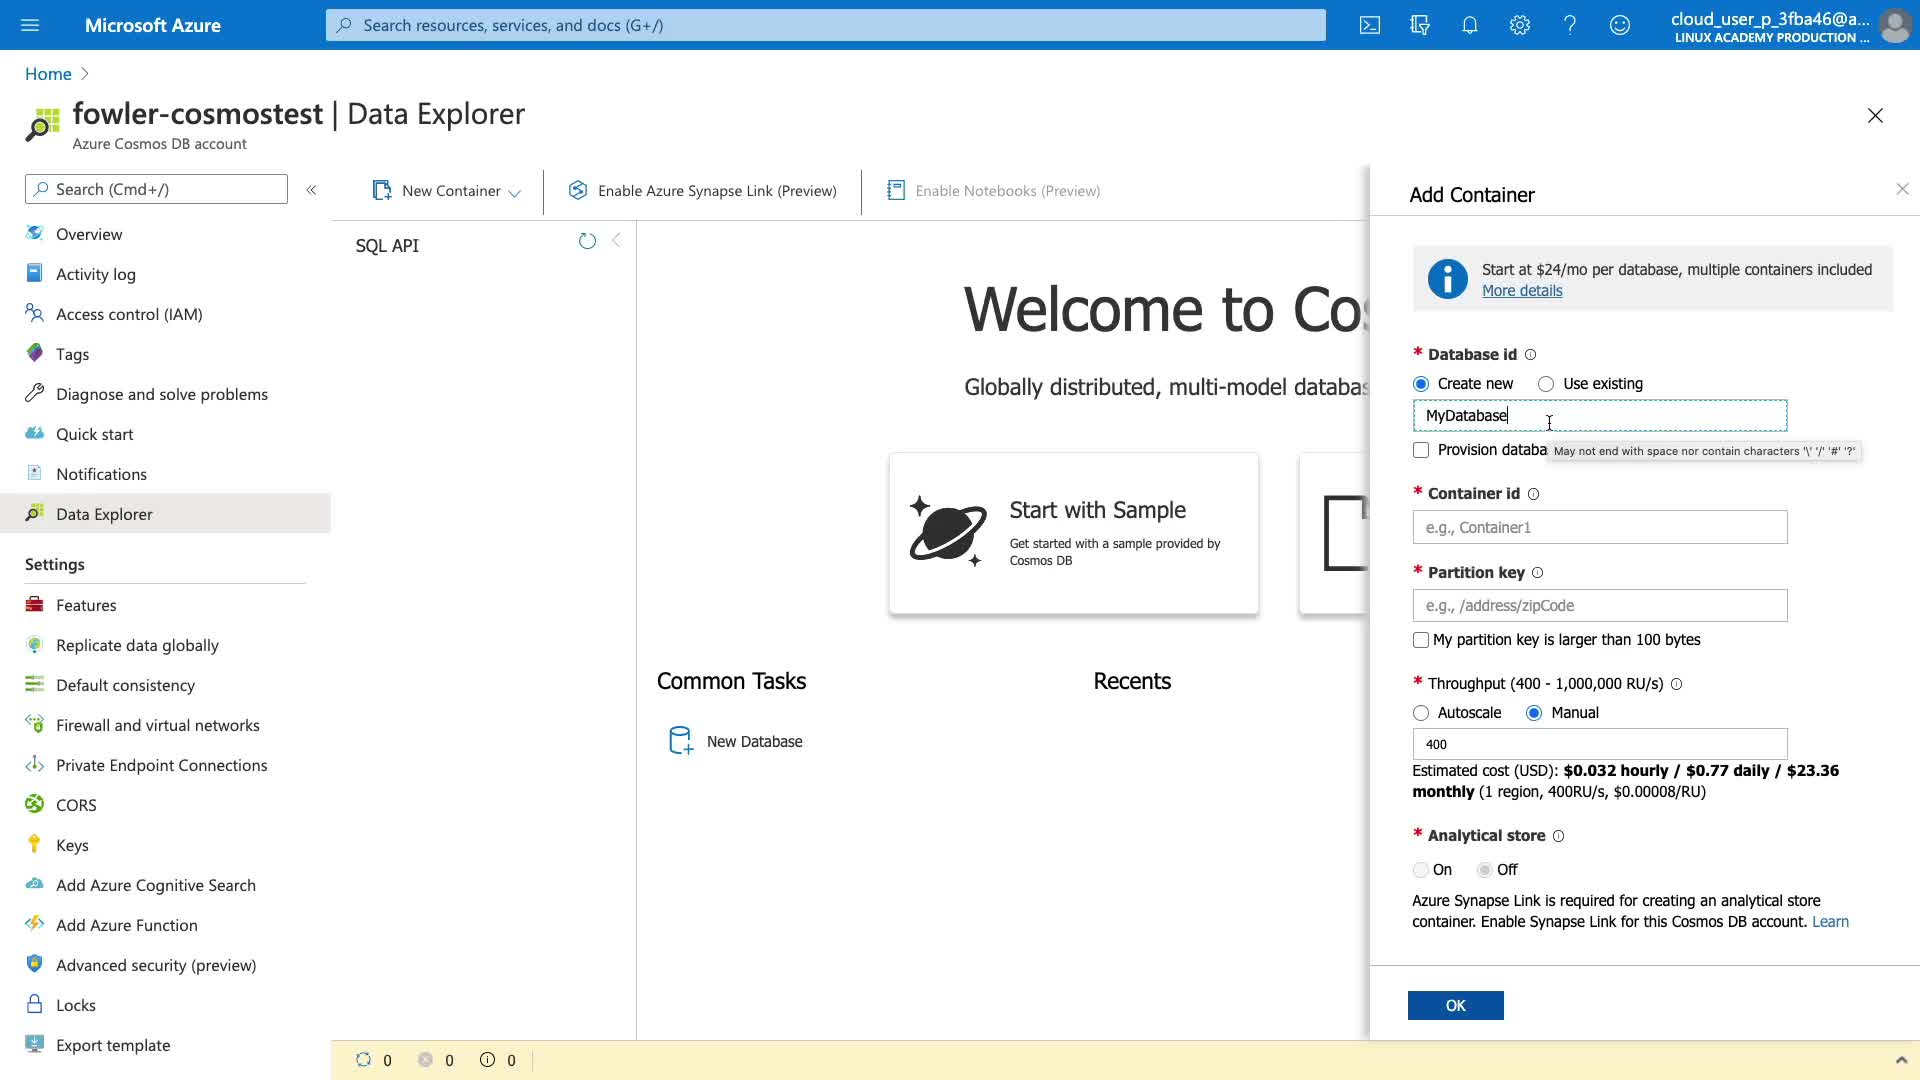 Microsoft Azure
Search resources, services, and docs (G+/)
cloud_user_p_3fba46@a...
LINUX ACADEMY PRODUCTION ...
Home
fowler-cosmostest | Data Explorer
Azure Cosmos DB account
Search (Cmd+/)
Overview
Activity log
Access control (IAM)
Tags
Diagnose and solve problems
Quick start
Notifications
Data Explorer
Settings
Features
Replicate data globally
Default consistency
Firewall and virtual networks
Private Endpoint Connections
CORS
Keys
Add Azure Cognitive Search
Add Azure Function
Advanced security (preview)
Locks
Export template
New Container
Enable Azure Synapse Link (Preview)
Enable Notebooks (Preview)
SQL API
Welcome to Cos
Globally distributed, multi-model databas
Start with Sample
Get started with a sample provided by
Cosmos DB
Common Tasks
Recents
New Database
0 0 0
Add Container
Start at $24/mo per database, multiple containers included
More details
* Database id
Create new Use existing
MyDatabase
Provision databa
May not end with space nor contain characters '\' '/' '#' '?'
* Container id
e.g., Container1
* Partition key
e.g., /address/zipCode
My partition key is larger than 100 bytes
* Throughput (400 - 1,000,000 RU/s)
Autoscale Manual
400
Estimated cost (USD): $0.032 hourly / $0.77 daily / $23.36
monthly (1 region, 400RU/s, $0.00008/RU)
* Analytical store
On Off
Azure Synapse Link is required for creating an analytical store
container. Enable Synapse Link for this Cosmos DB account. Learn
OK